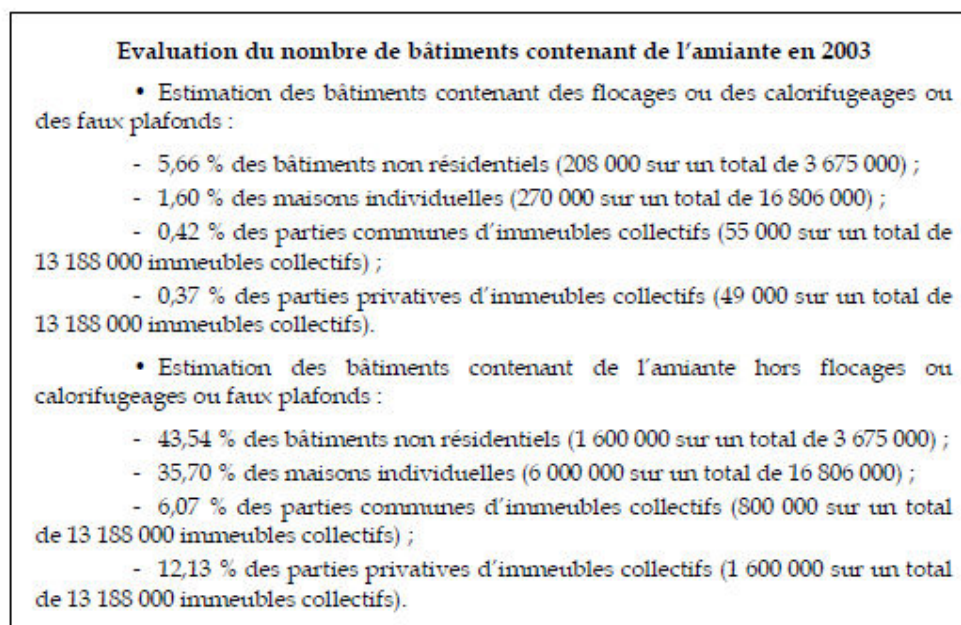 Evaluation du nombre de bâtiments contenant de l'amiante en 2003
• Estimation des bâtiments contenant des flocages ou des calorifugeages ou
des faux plafonds :
- 5,66 % des bâtiments non résidentiels (208 000 sur un total de 3 675 000) ;
- 1,60 % des maisons individuelles (270 000 sur un total de 16 806 000) ;
- 0,42 % des parties communes d'immeubles collectifs (55 000 sur un total de
13 188 000 immeubles collectifs) ;
- 0,37 % des parties privatives d'immeubles collectifs (49 000 sur un total de
13 188 000 immeubles collectifs).
• Estimation des bâtiments contenant de l'amiante hors flocages ou
calorifugeages ou faux plafonds :
- 43,54 % des bâtiments non résidentiels (1 600 000 sur un total de 3 675 000) ;
- 35,70 % des maisons individuelles (6 000 000 sur un total de 16 806 000) ;
- 6,07 % des parties communes d'immeubles collectifs (800 000 sur un total
de 13 188 000 immeubles collectifs) ;
- 12,13 % des parties privatives d'immeubles collectifs (1 600 000 sur un total
de 13 188 000 immeubles collectifs).